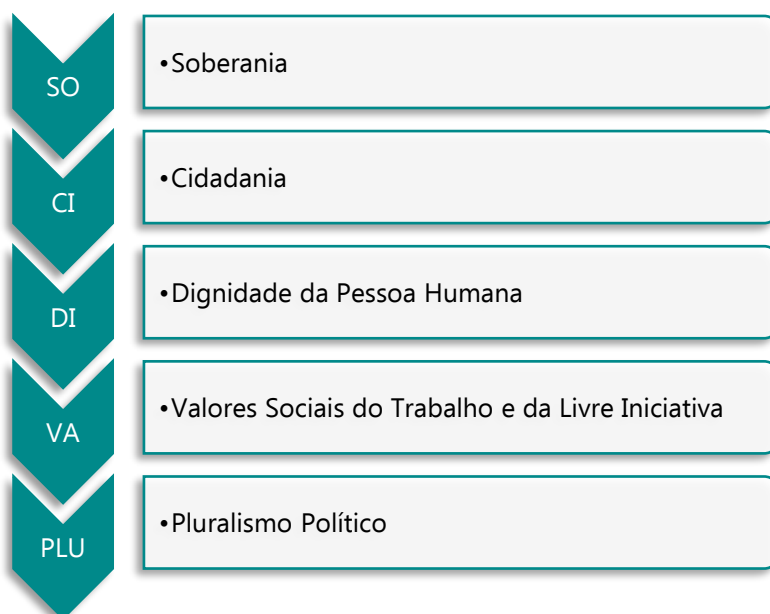 SO
•Soberania
CI
•Cidadania
DI
•Dignidade da Pessoa Humana
VA
•Valores Sociais do Trabalho e da Livre Iniciativa
PLU
•Pluralismo Político